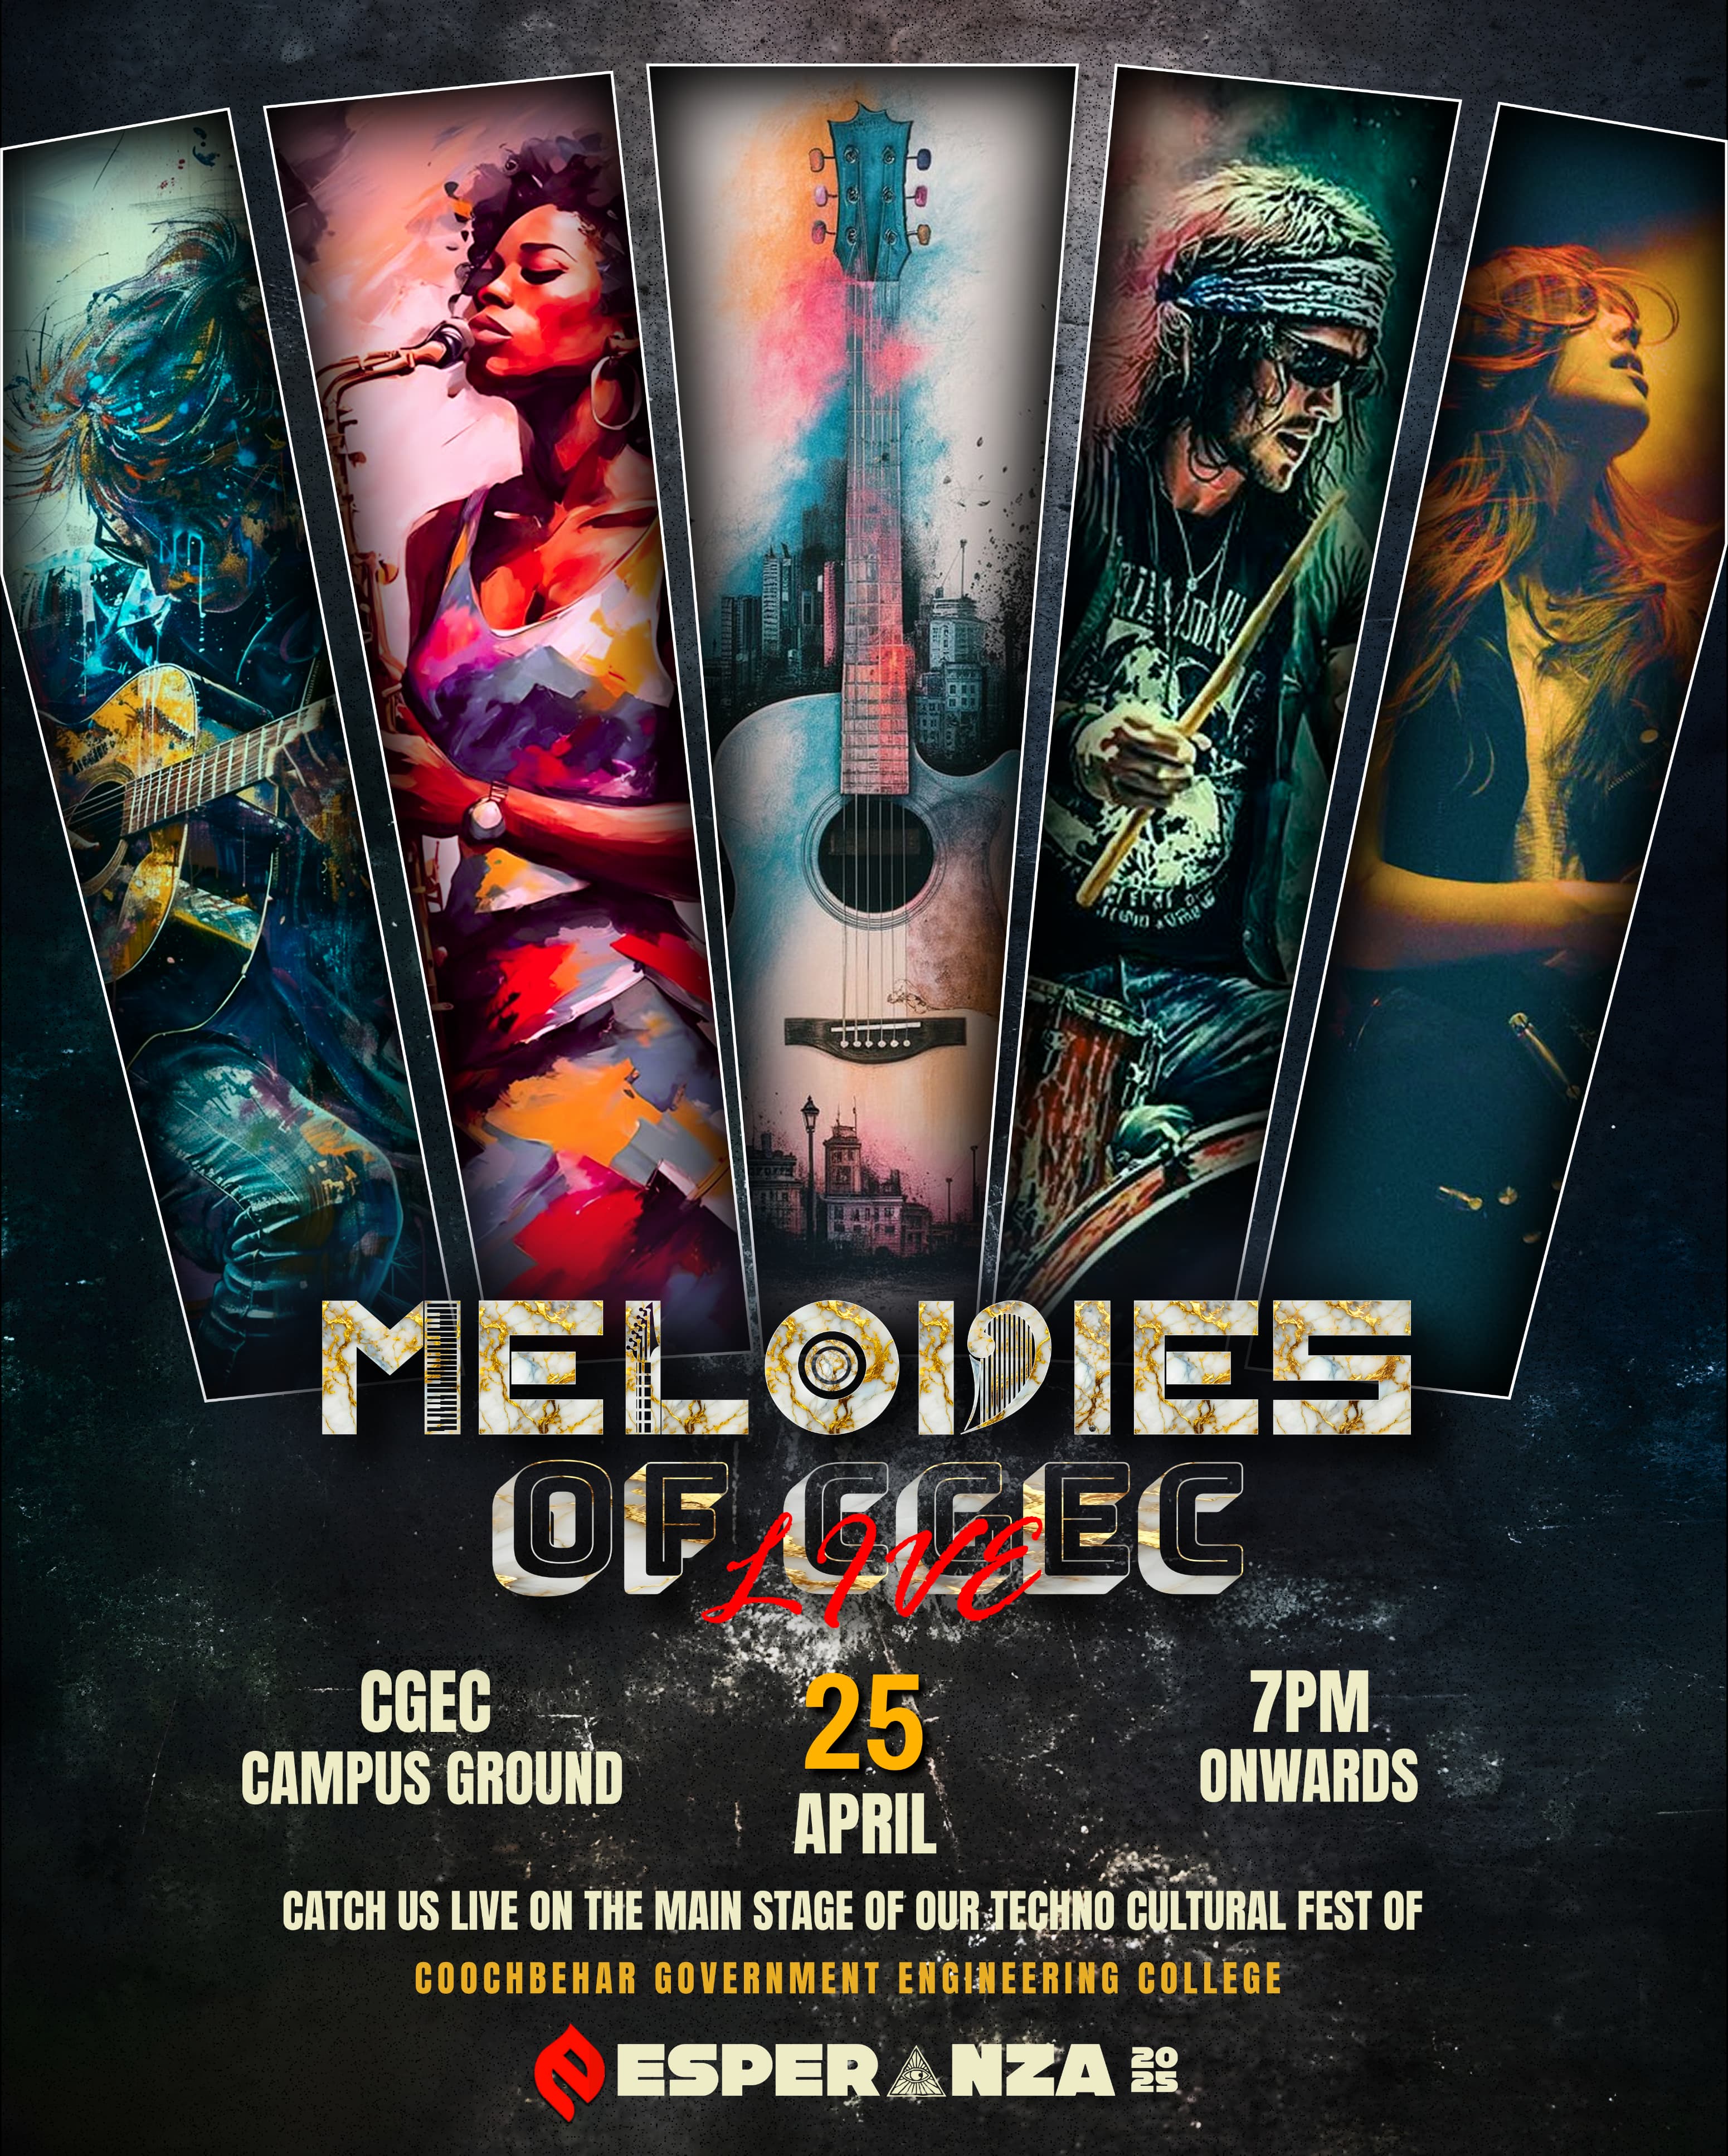 MELODIES
OF CGEC
LIVE
CGEC
CAMPUS GROUND
25
APRIL
7PM
ONWARDS
CATCH US LIVE ON THE MAIN STAGE OF OUR TECHNO CULTURAL FEST OF
COOCHBEHAR GOVERNMENT ENGINEERING COLLEGE
ESPERANZA 2025